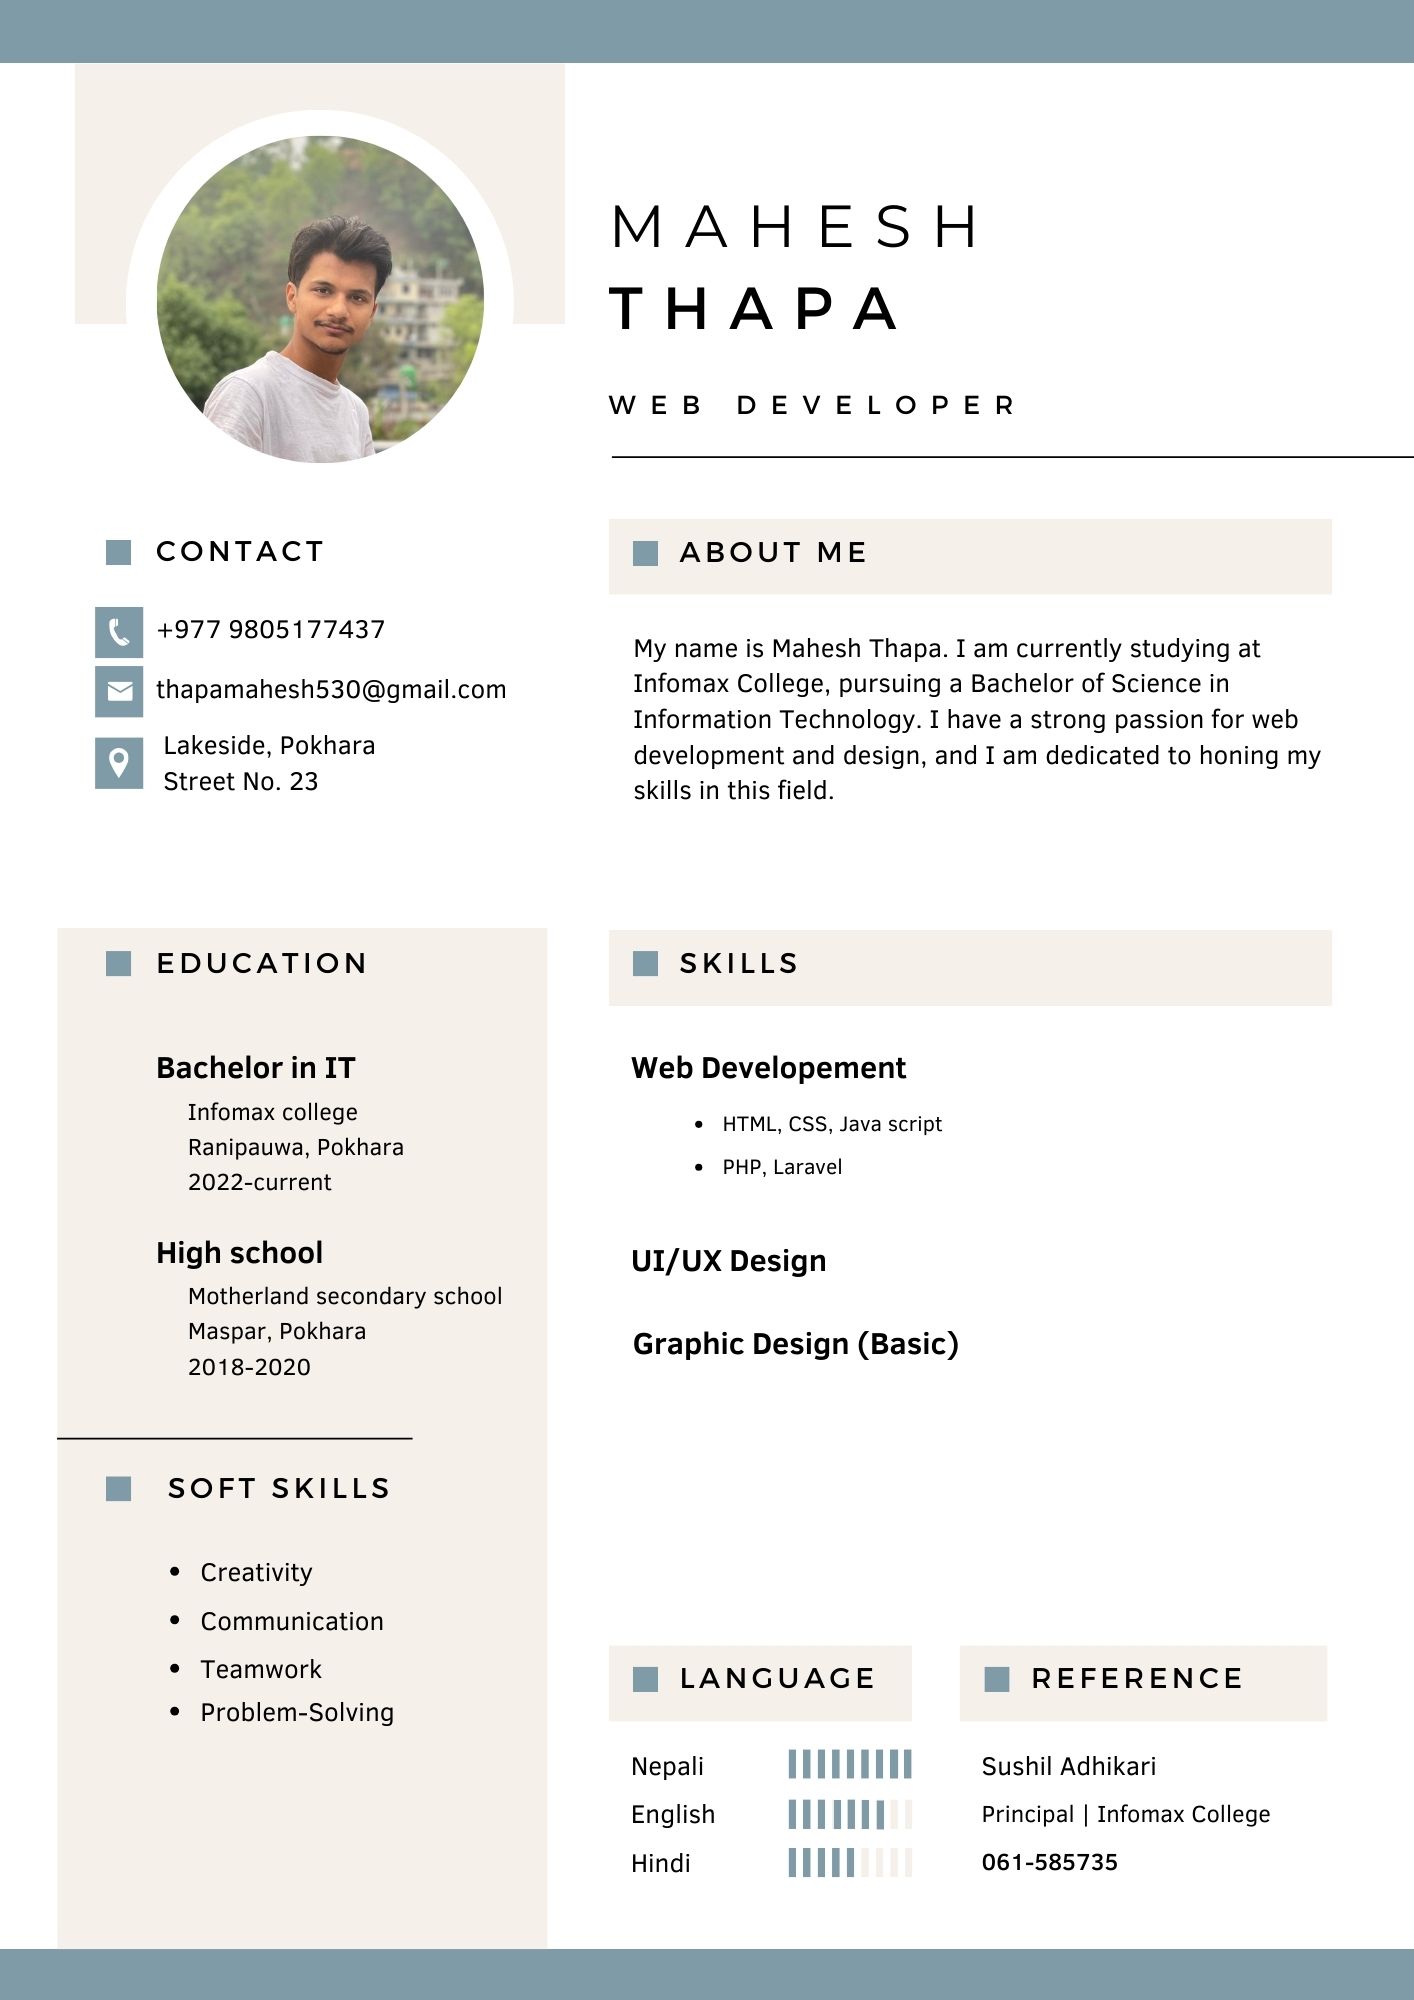 MAHESH
THAPA
WEB DEVELOPER
CONTACT
+977 9805177437
thapamahesh530@gmail.com
Lakeside, Pokhara
Street No. 23
ABOUT ME
My name is Mahesh Thapa. I am currently studying at
Infomax College, pursuing a Bachelor of Science in
Information Technology. I have a strong passion for web
development and design, and I am dedicated to honing my
skills in this field.
EDUCATION
Bachelor in IT
Infomax college
Ranipauwa, Pokhara
2022-current
High school
Motherland secondary school
Maspar, Pokhara
2018-2020
SOFT SKILLS
• Creativity
• Communication
• Teamwork
• Problem-Solving
SKILLS
Web Developement
• HTML, CSS, Java script
• PHP, Laravel
UI/UX Design
Graphic Design (Basic)
LANGUAGE
Nepali
English
Hindi
REFERENCE
Sushil Adhikari
Principal | Infomax College
061-585735